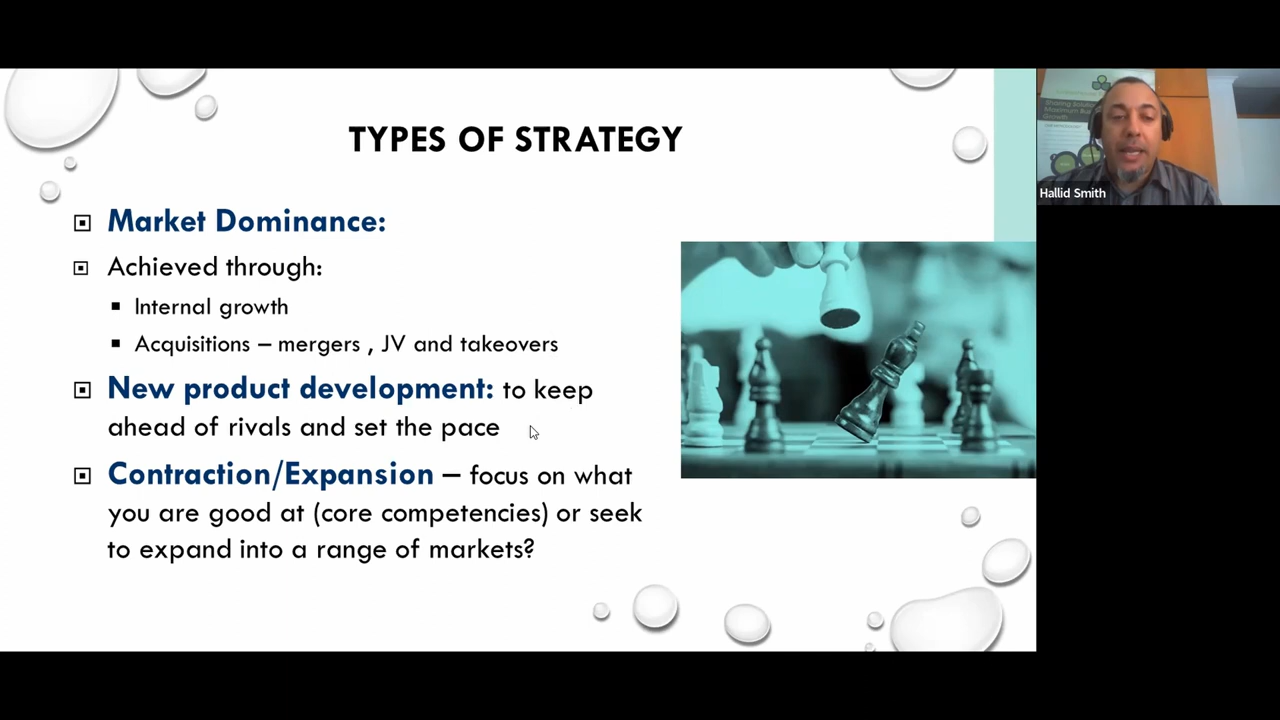 TYPES OF STRATEGY
Market Dominance:
Achieved through:
Internal growth
Acquisitions – mergers , JV and takeovers
New product development: to keep
ahead of rivals and set the pace
Contraction/Expansion – focus on what
you are good at (core competencies) or seek
to expand into a range of markets?
Hallid Smith